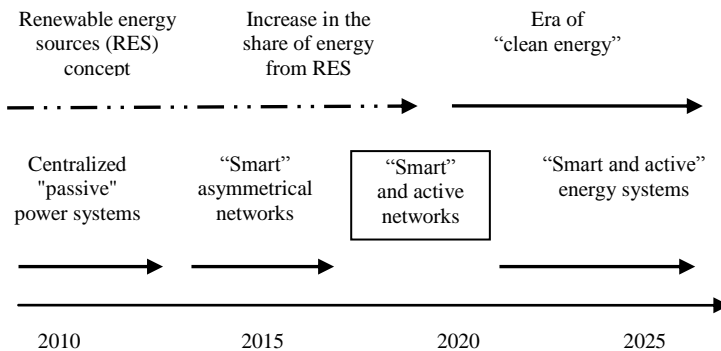 Renewable energy
sources (RES)
concept
Increase in the
share of energy
from RES
Era of
“clean energy”
Centralized
"passive"
power systems
“Smart”
asymmetrical
networks
“Smart”
and active
networks
“Smart and active”
energy systems
2010
2015
2020
2025